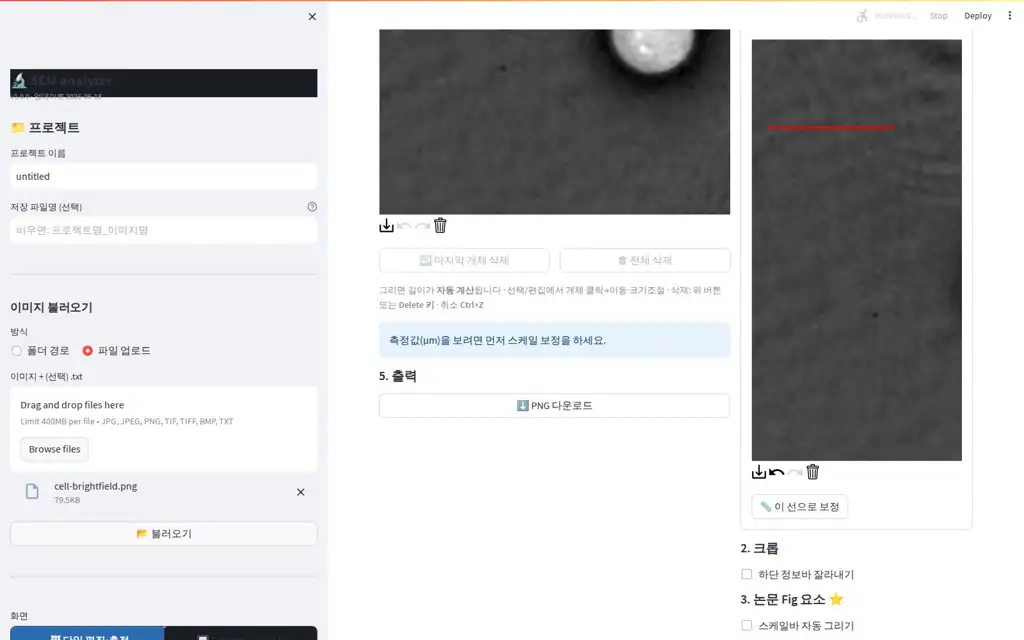 RUNNING...
Stop
Deploy
SEM analyzer
📁 프로젝트
프로젝트 이름
untitled
저장 파일명 (선택)
비우면: 프로젝트명_이미지명
이미지 불러오기
방식
폴더 경로
파일 업로드
이미지 + (선택) .txt
Drag and drop files here
Limit 400MB per file • JPG, JPEG, PNG, TIF, TIFF, BMP, TXT
Browse files
cell-brightfield.png
79.5KB
📂 불러오기
화면
↩️ 마지막 개체 삭제
🗑 전체 삭제
그리면 길이가 자동 계산됩니다 · 선택/편집에서 개체 클릭→이동·크기조절 · 삭제: 위 버튼
또는 Delete 키 · 취소 Ctrl+Z
측정값(μm)을 보려면 먼저 스케일 보정을 하세요.
5. 출력
⬇️ PNG 다운로드
📏 이 선으로 보정
2. 크롭
하단 정보바 잘라내기
3. 논문 Fig 요소 ⭐
스케일바 자동 그리기